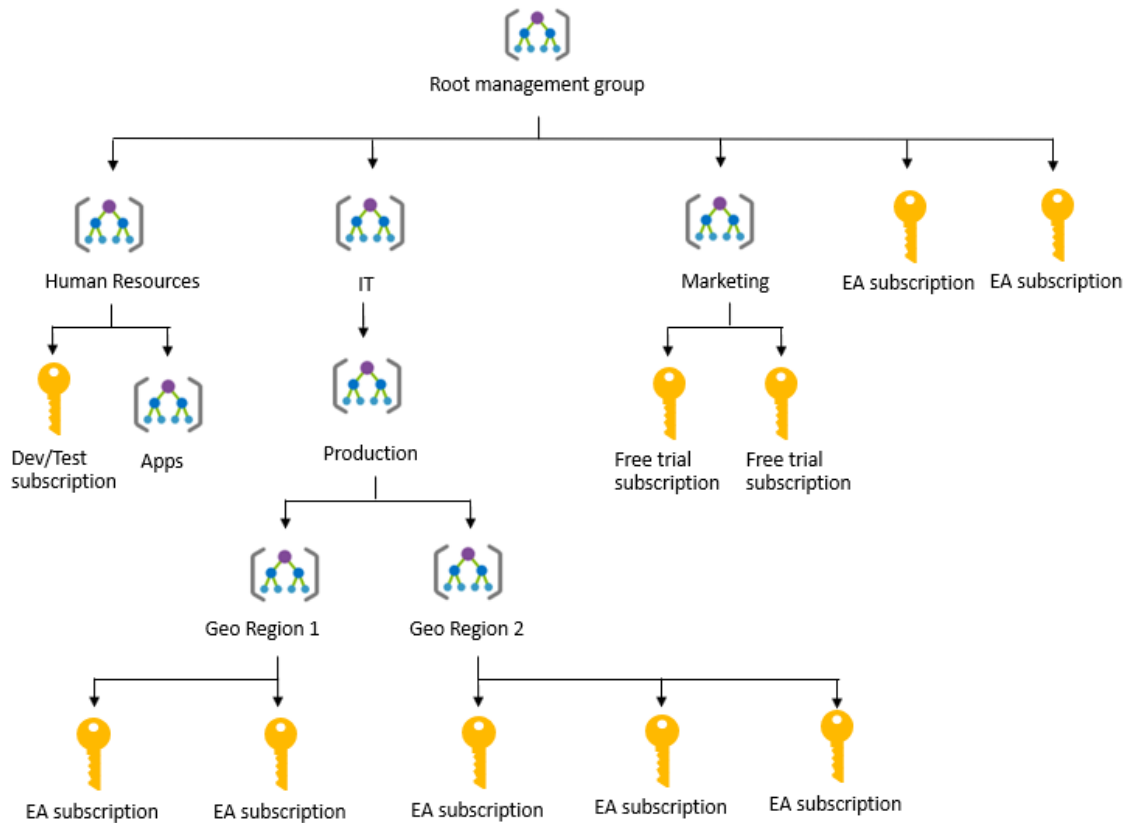 Root management group
Human Resources
IT
Marketing
EA subscription
EA subscription
Dev/Test
subscription
Apps
Production
Free trial
subscription
Free trial
subscription
Geo Region 1
Geo Region 2
EA subscription
EA subscription
EA subscription
EA subscription
EA subscription